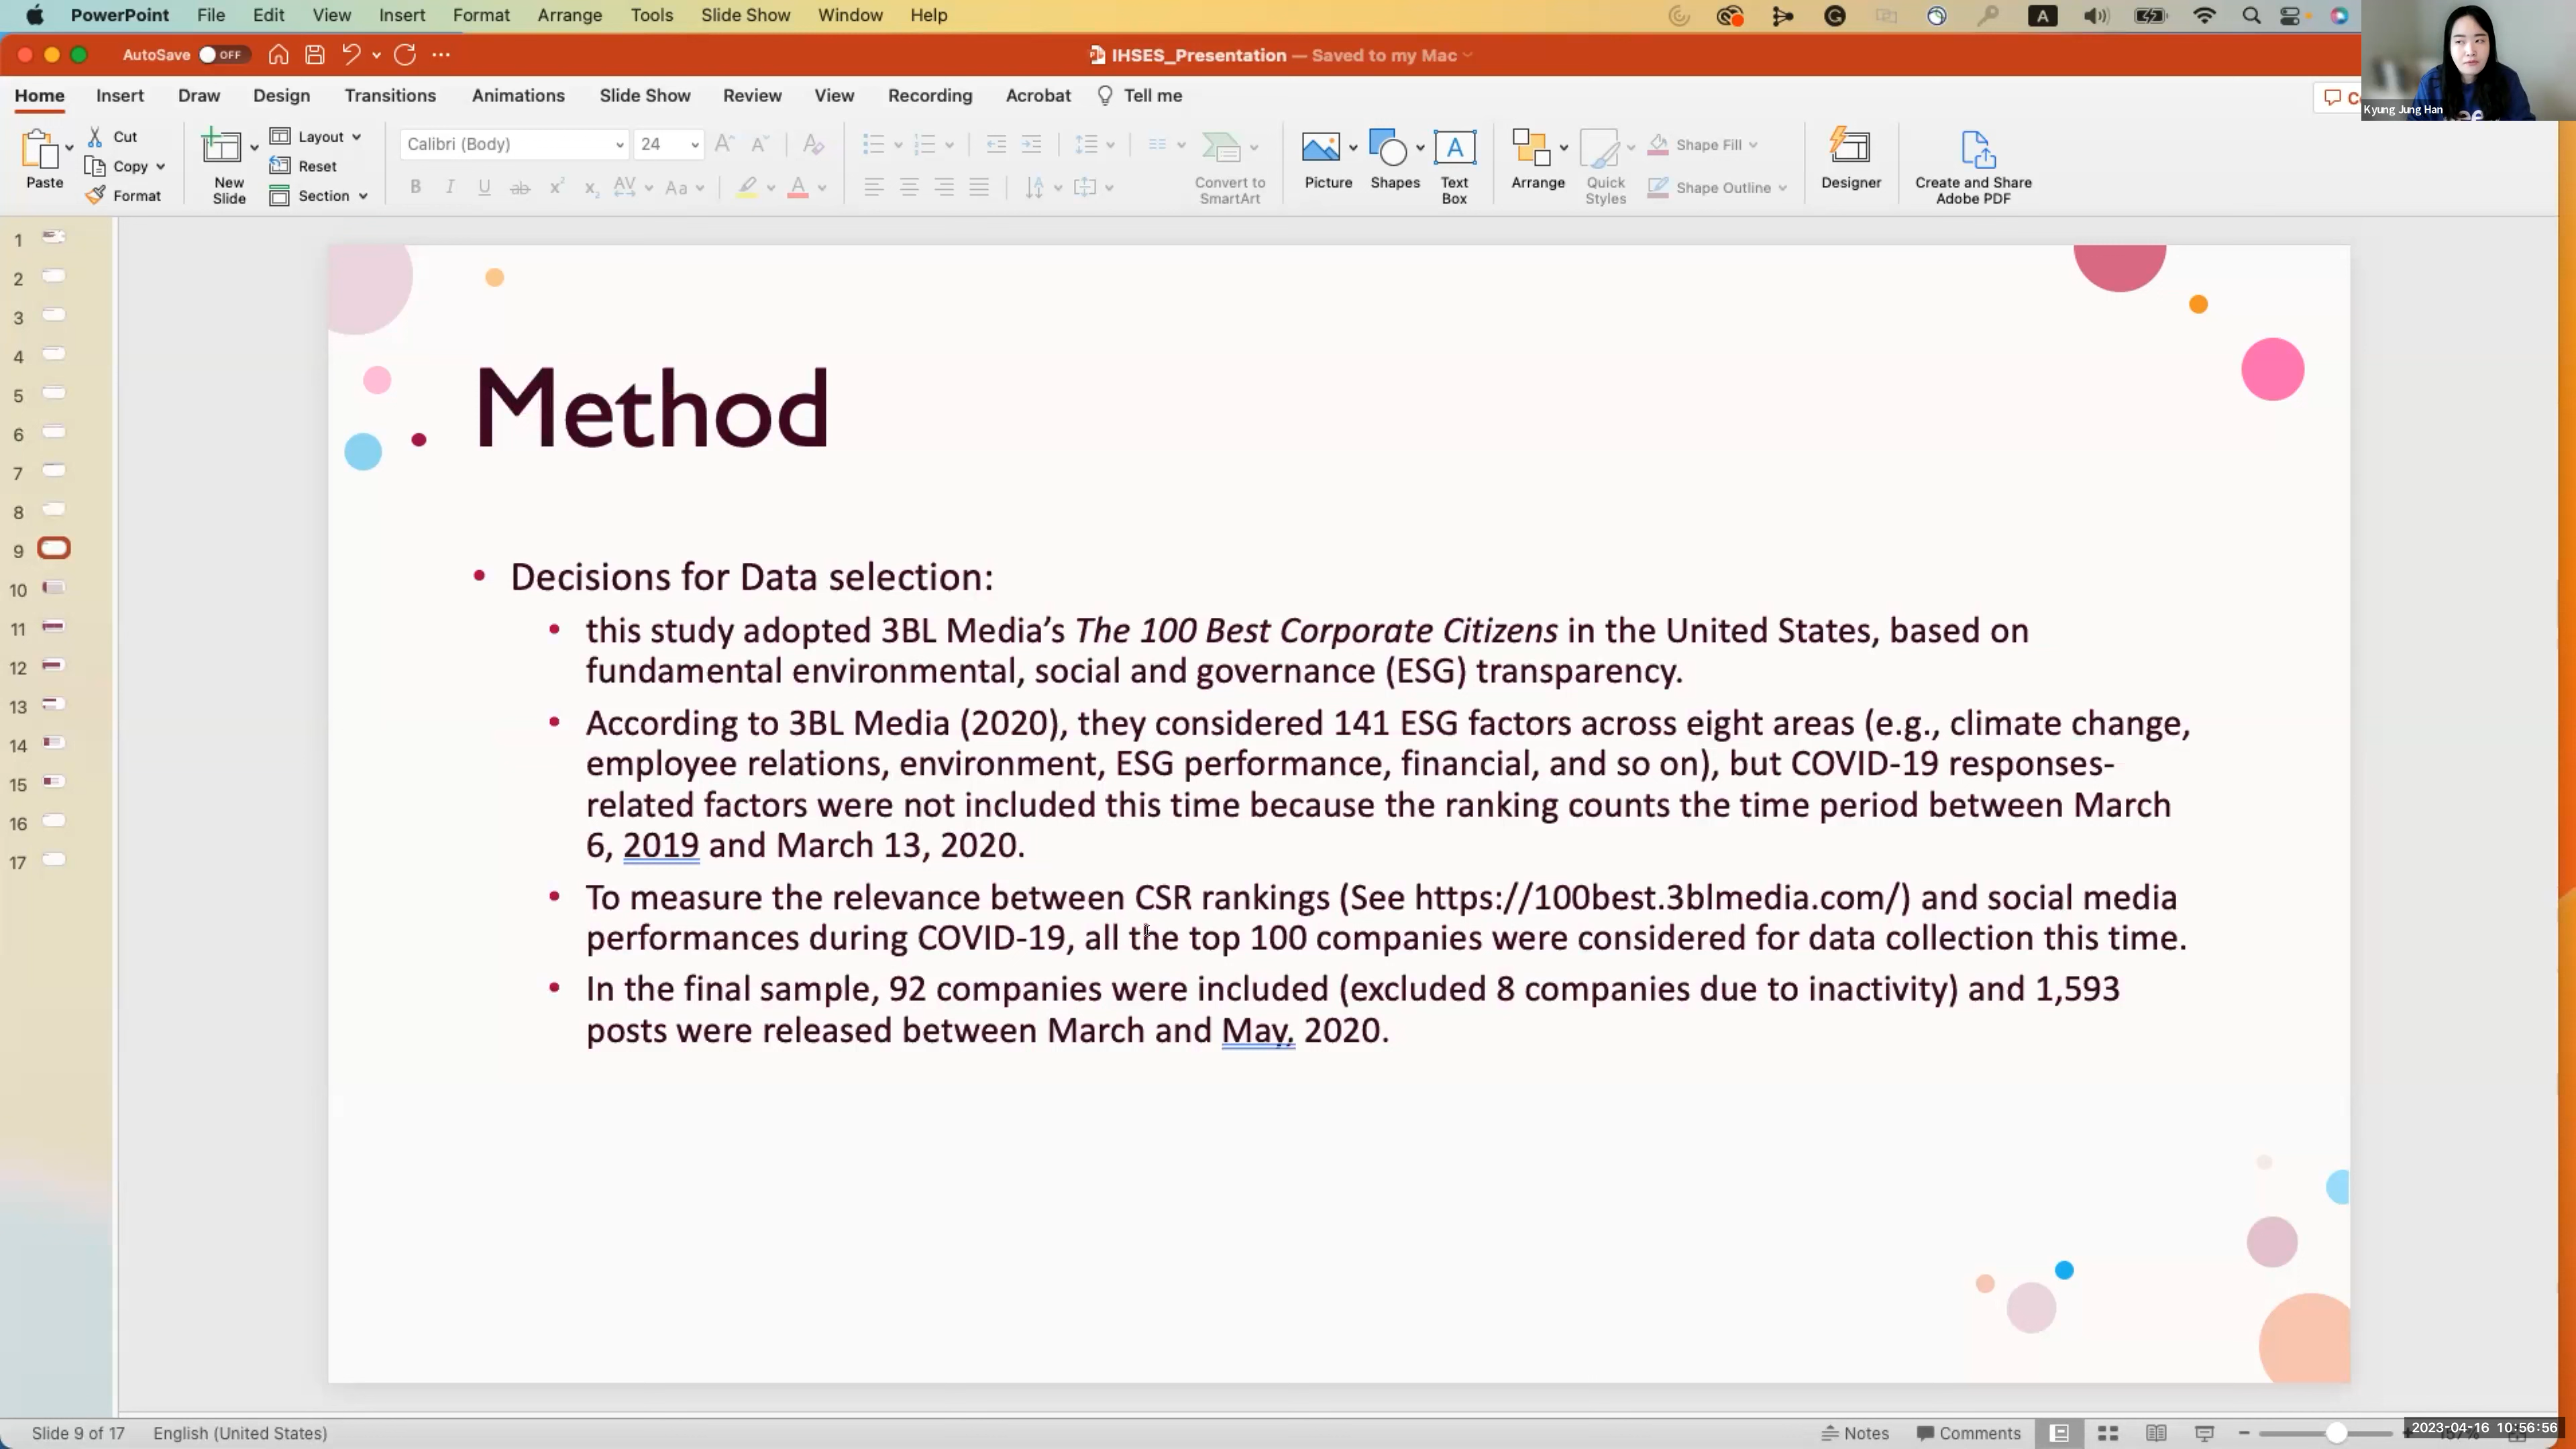 PowerPoint File Edit View Insert Format Arrange Tools Slide Show Window Help
AutoSave OFF IHSES_Presentation — Saved to my Mac
Home Insert Draw Design Transitions Animations Slide Show Review View Recording Acrobat Tell me
Kyung Jung Han
Paste
Cut
Copy
Format
New Slide
Layout
Reset
Section
Calibri (Body) 24
Convert to SmartArt
Picture
Shapes
Text Box
Arrange
Quick Styles
Shape Fill
Shape Outline
Designer
Create and Share Adobe PDF
1
2
3
4
5
6
7
8
9
10
11
12
13
14
15
16
17
Method
• Decisions for Data selection:
• this study adopted 3BL Media's The 100 Best Corporate Citizens in the United States, based on
fundamental environmental, social and governance (ESG) transparency.
• According to 3BL Media (2020), they considered 141 ESG factors across eight areas (e.g., climate change,
employee relations, environment, ESG performance, financial, and so on), but COVID-19 responses-
related factors were not included this time because the ranking counts the time period between March
6, 2019 and March 13, 2020.
• To measure the relevance between CSR rankings (See https://100best.3blmedia.com/) and social media
performances during COVID-19, all the top 100 companies were considered for data collection this time.
• In the final sample, 92 companies were included (excluded 8 companies due to inactivity) and 1,593
posts were released between March and May, 2020.
Slide 9 of 17 English (United States) Notes Comments
2023-04-16 10:56:56